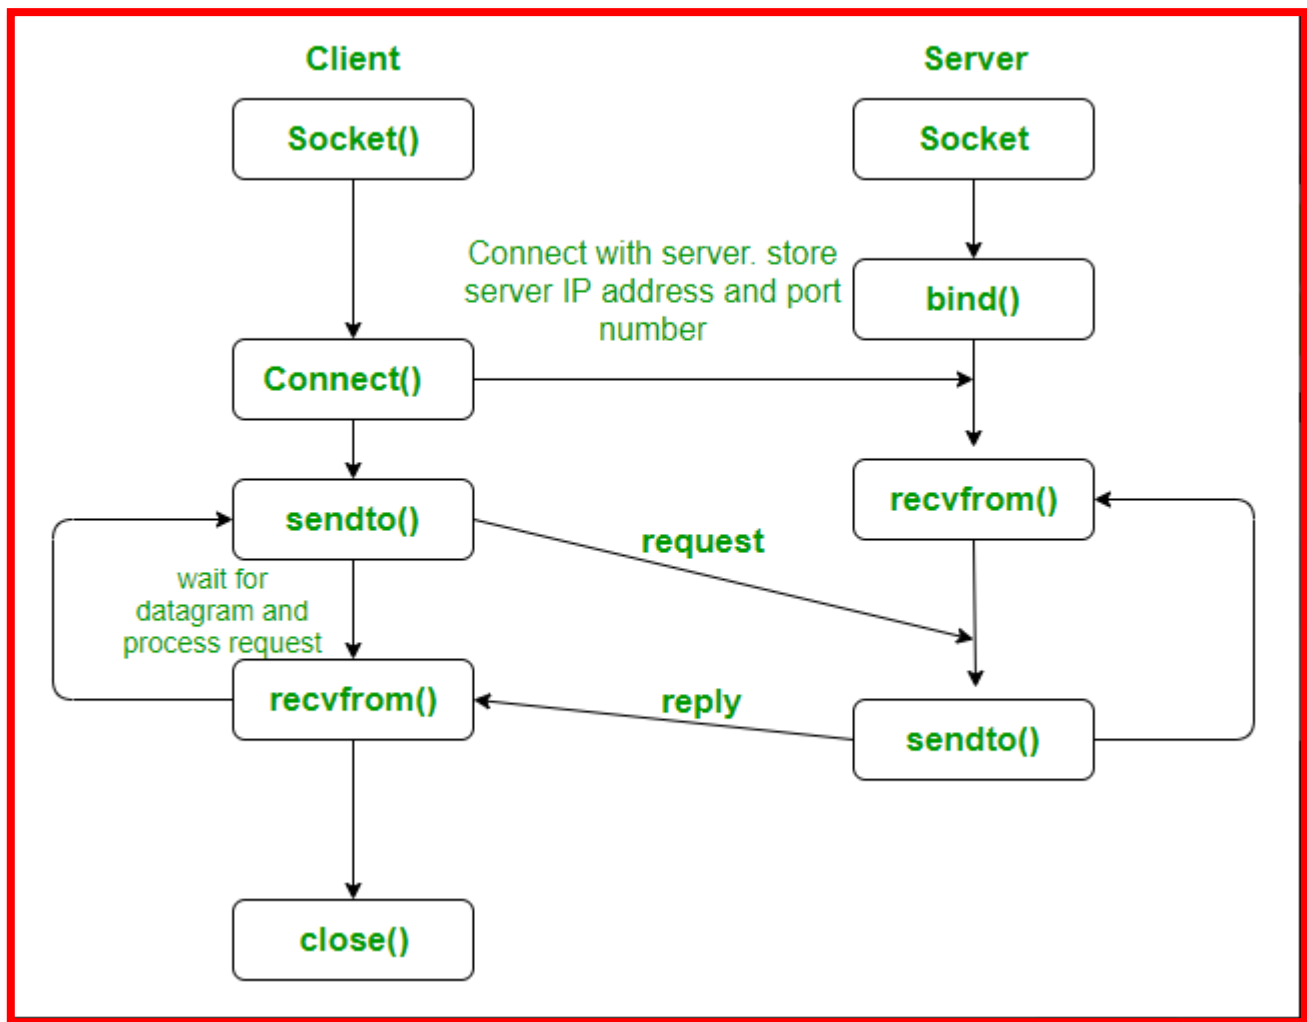 Client
Server
Socket()
Socket
Connect with server. store
server IP address and port
number
bind()
Connect()
sendto()
recvfrom()
request
wait for
datagram and
process request
recvfrom()
reply
sendto()
close()